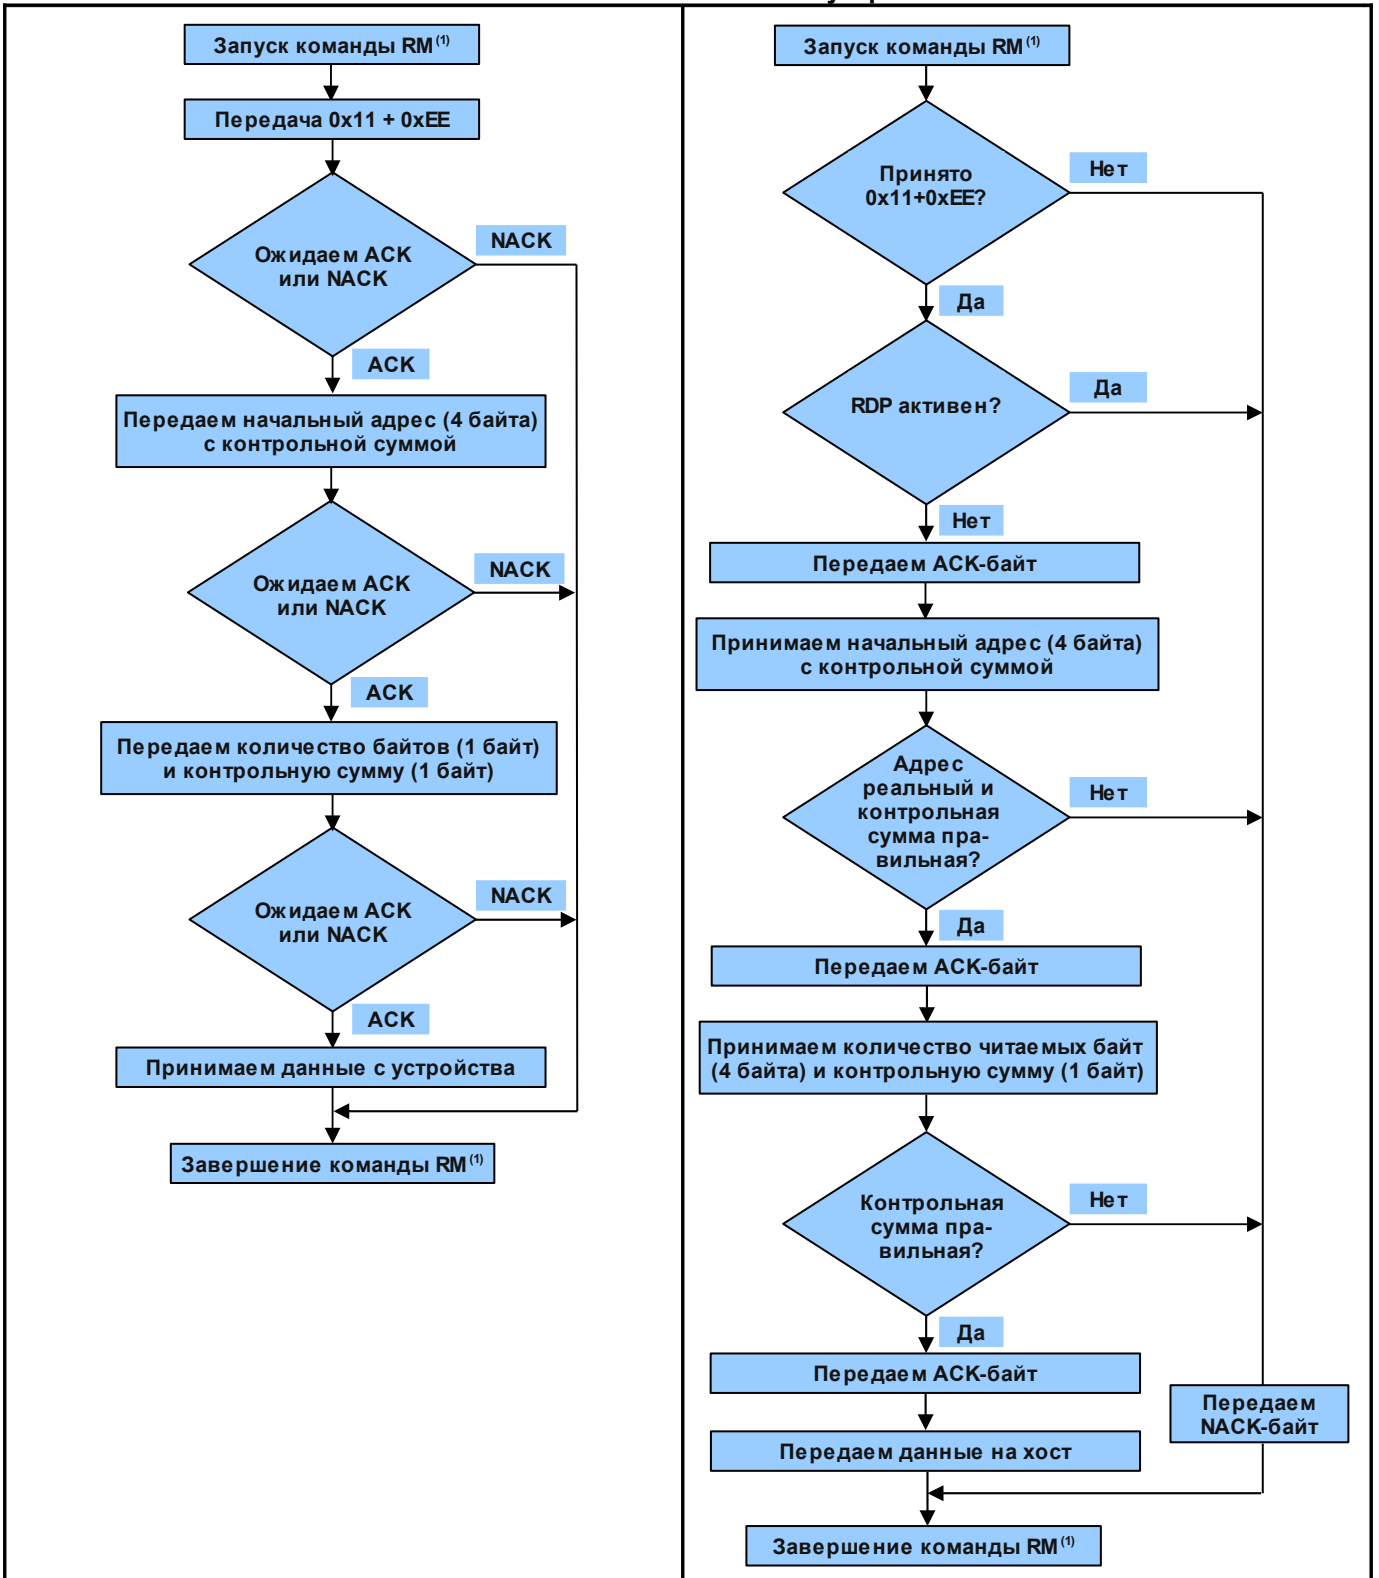 Запуск команды RM(1)
Передача 0x11 + 0xEE
Ожидаем ACK
или NACK
NACK
ACK
Передаем начальный адрес (4 байта)
с контрольной суммой
Ожидаем ACK
или NACK
NACK
ACK
Передаем количество байтов (1 байт)
и контрольную сумму (1 байт)
Ожидаем ACK
или NACK
NACK
ACK
Принимаем данные с устройства
Завершение команды RM(1)
Запуск команды RM(1)
Принято
0x11+0xEE?
Нет
Да
RDP активен?
Да
Нет
Передаем ACK-байт
Принимаем начальный адрес (4 байта)
с контрольной суммой
Адрес
реальный и
контрольная
сумма пра-
вильная?
Нет
Да
Передаем ACK-байт
Принимаем количество читаемых байт
(4 байта) и контрольную сумму (1 байт)
Контрольная
сумма пра-
вильная?
Нет
Да
Передаем ACK-байт
Передаем
NACK-байт
Передаем данные на хост
Завершение команды RM(1)